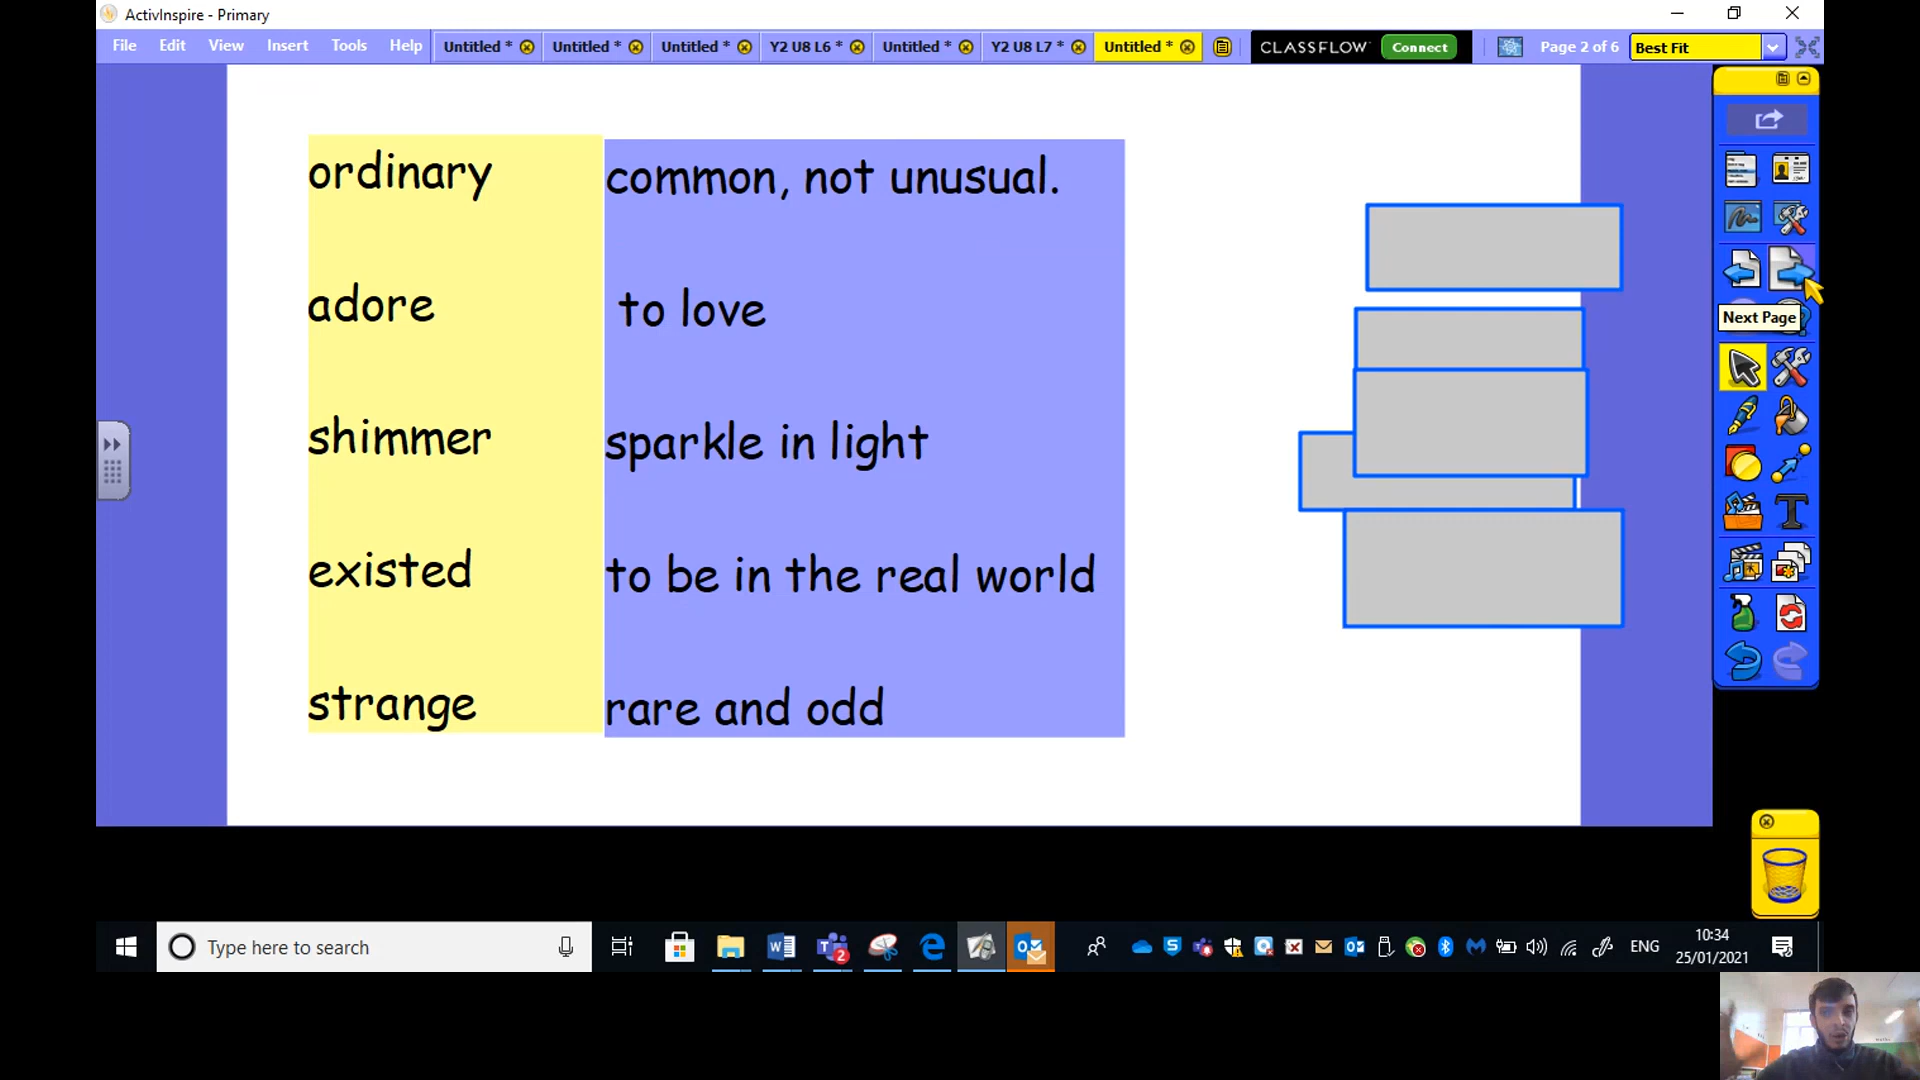 ActivInspire - Primary
File Edit View Insert Tools Help Untitled * Untitled * Untitled * Y2 U8 L6 * Untitled * Y2 U8 L7 * Untitled * CLASSFLOW Connect Page 2 of 6 Best Fit
ordinary common, not unusual.
adore to love
Next Page
shimmer sparkle in light
existed to be in the real world
strange rare and odd
Type here to search ENG 10:34
25/01/2021